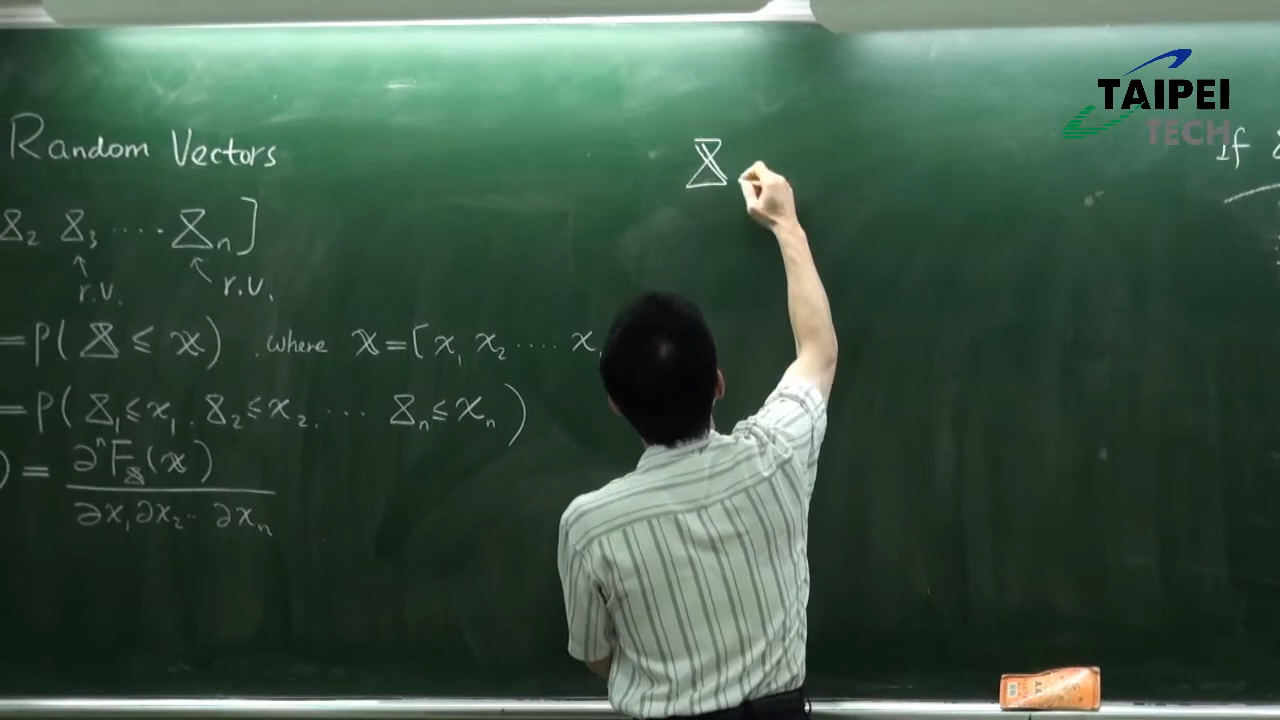 Random Vectors
X₂ X₃ ..... Xₙ]
↑ r.v. ↖ r.v.
= P( X ≤ x ) , where x = [ x₁ x₂ .... x
= P( X₁ ≤ x₁ , X₂ ≤ x₂ , ... Xₙ ≤ xₙ )
) = ∂ⁿF_X(x)
∂x₁∂x₂.. ∂xₙ
X
TAIPEI
TECH
If